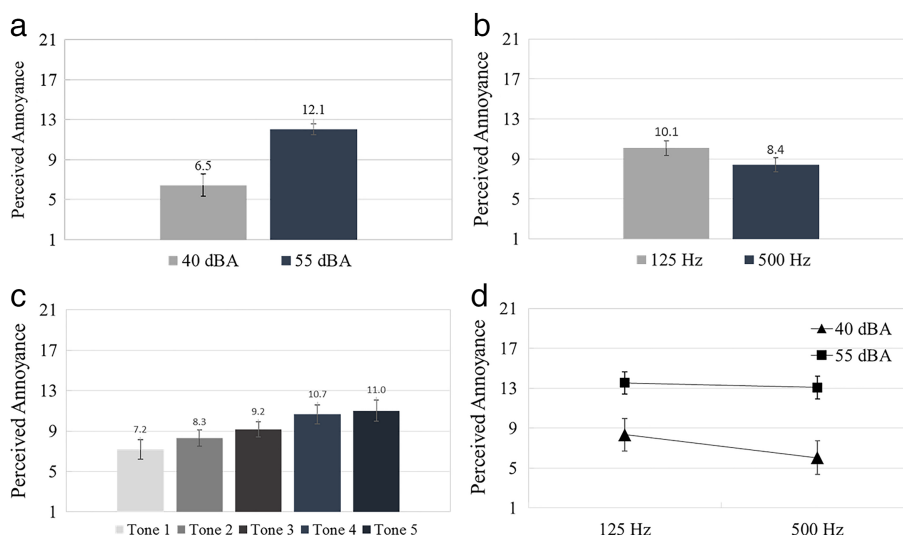 a
Perceived Annoyance
21
17
13
9
5
1
6.5
12.1
40 dBA
55 dBA
b
Perceived Annoyance
21
17
13
9
5
1
10.1
8.4
125 Hz
500 Hz
c
Perceived Annoyance
21
17
13
9
5
1
7.2
8.3
9.2
10.7
11.0
Tone 1
Tone 2
Tone 3
Tone 4
Tone 5
d
Perceived Annoyance
21
17
13
9
5
1
40 dBA
55 dBA
125 Hz
500 Hz